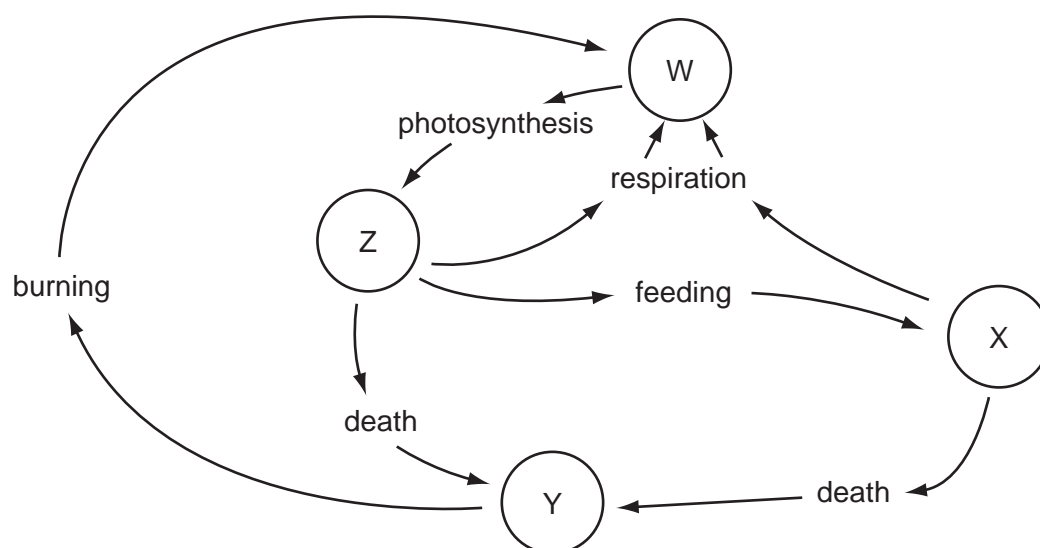 W
photosynthesis
respiration
Z
burning
feeding
X
death
death
Y